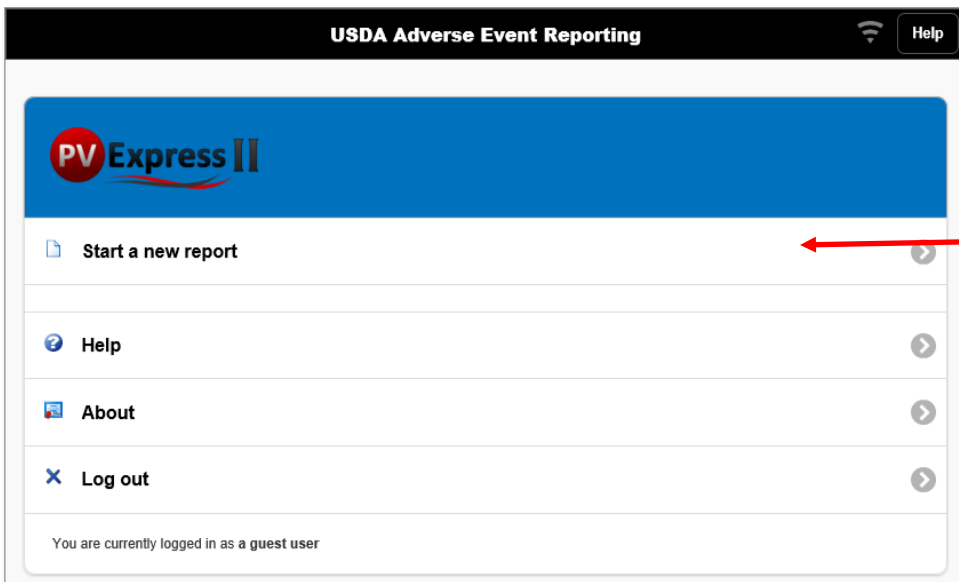 USDA Adverse Event Reporting
Help
PV Express II
Start a new report
Help
About
Log out
You are currently logged in as a guest user